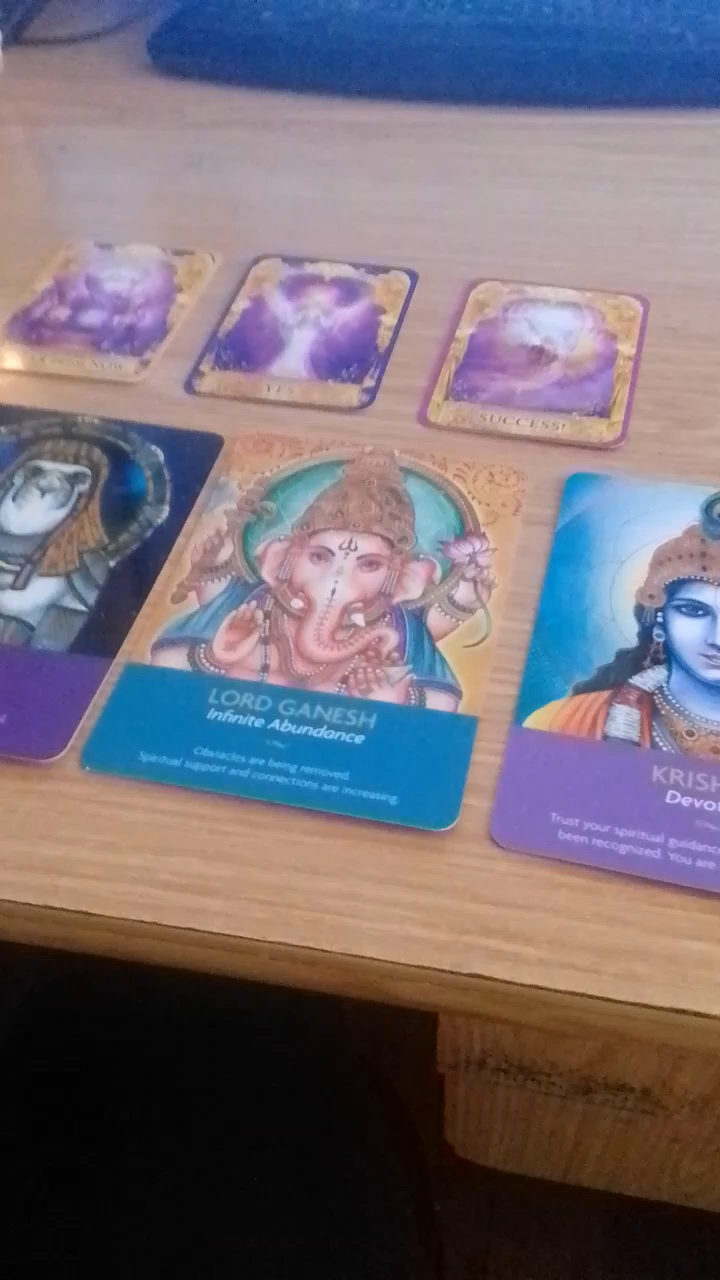 YES
SUCCESS!
LORD GANESH
Infinite Abundance
Obstacles are being removed.
Spiritual support and connections are increasing.
KRISH
Devot
Trust your spiritual guidance
been recognized. You are